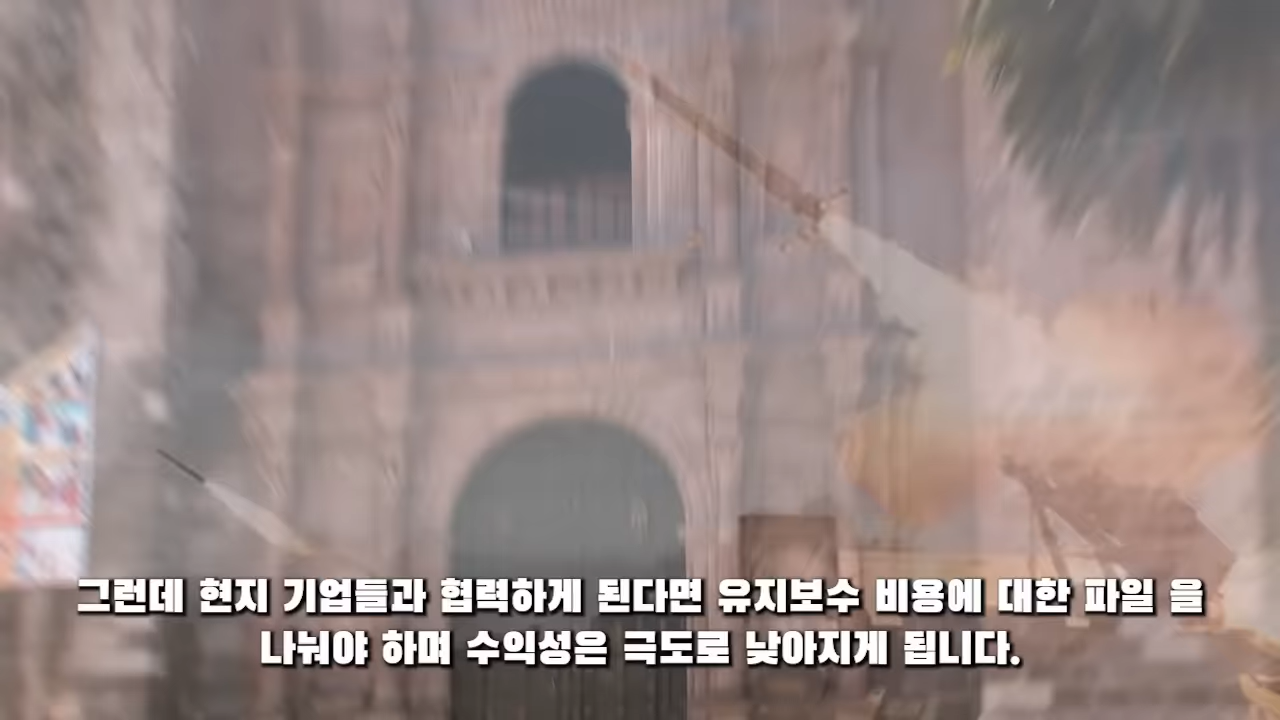 그런데 현지 기업들과 협력하게 된다면 유지보수 비용에 대한 파일 을
나눠야 하며 수익성은 극도로 낮아지게 됩니다.